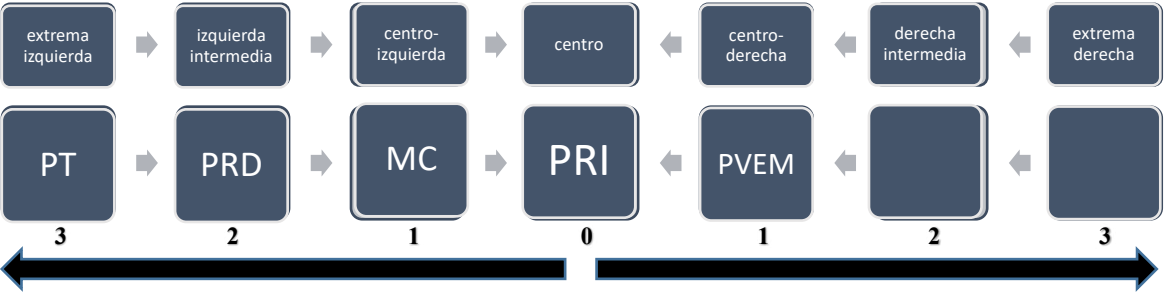 extrema
izquierda
izquierda
intermedia
centro-
izquierda
centro
centro-
derecha
derecha
intermedia
extrema
derecha
PT
PRD
MC
PRI
PVEM
3
2
1
0
1
2
3